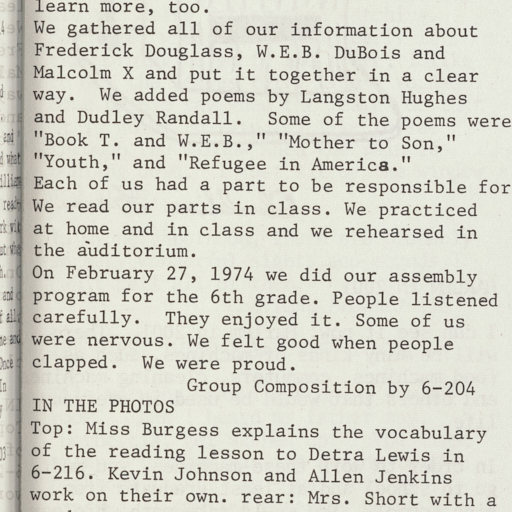 learn more, too.
We gathered all of our information about
Frederick Douglass, W.E.B. DuBois and
Malcolm X and put it together in a clear
way. We added poems by Langston Hughes
and Dudley Randall. Some of the poems were
"Book T. and W.E.B.," "Mother to Son,"
"Youth," and "Refugee in America."
Each of us had a part to be responsible for
We read our parts in class. We practiced
at home and in class and we rehearsed in
the auditorium.
On February 27, 1974 we did our assembly
program for the 6th grade. People listened
carefully. They enjoyed it. Some of us
were nervous. We felt good when people
clapped. We were proud.
Group Composition by 6-204
IN THE PHOTOS
Top: Miss Burgess explains the vocabulary
of the reading lesson to Detra Lewis in
6-216. Kevin Johnson and Allen Jenkins
work on their own. rear: Mrs. Short with a